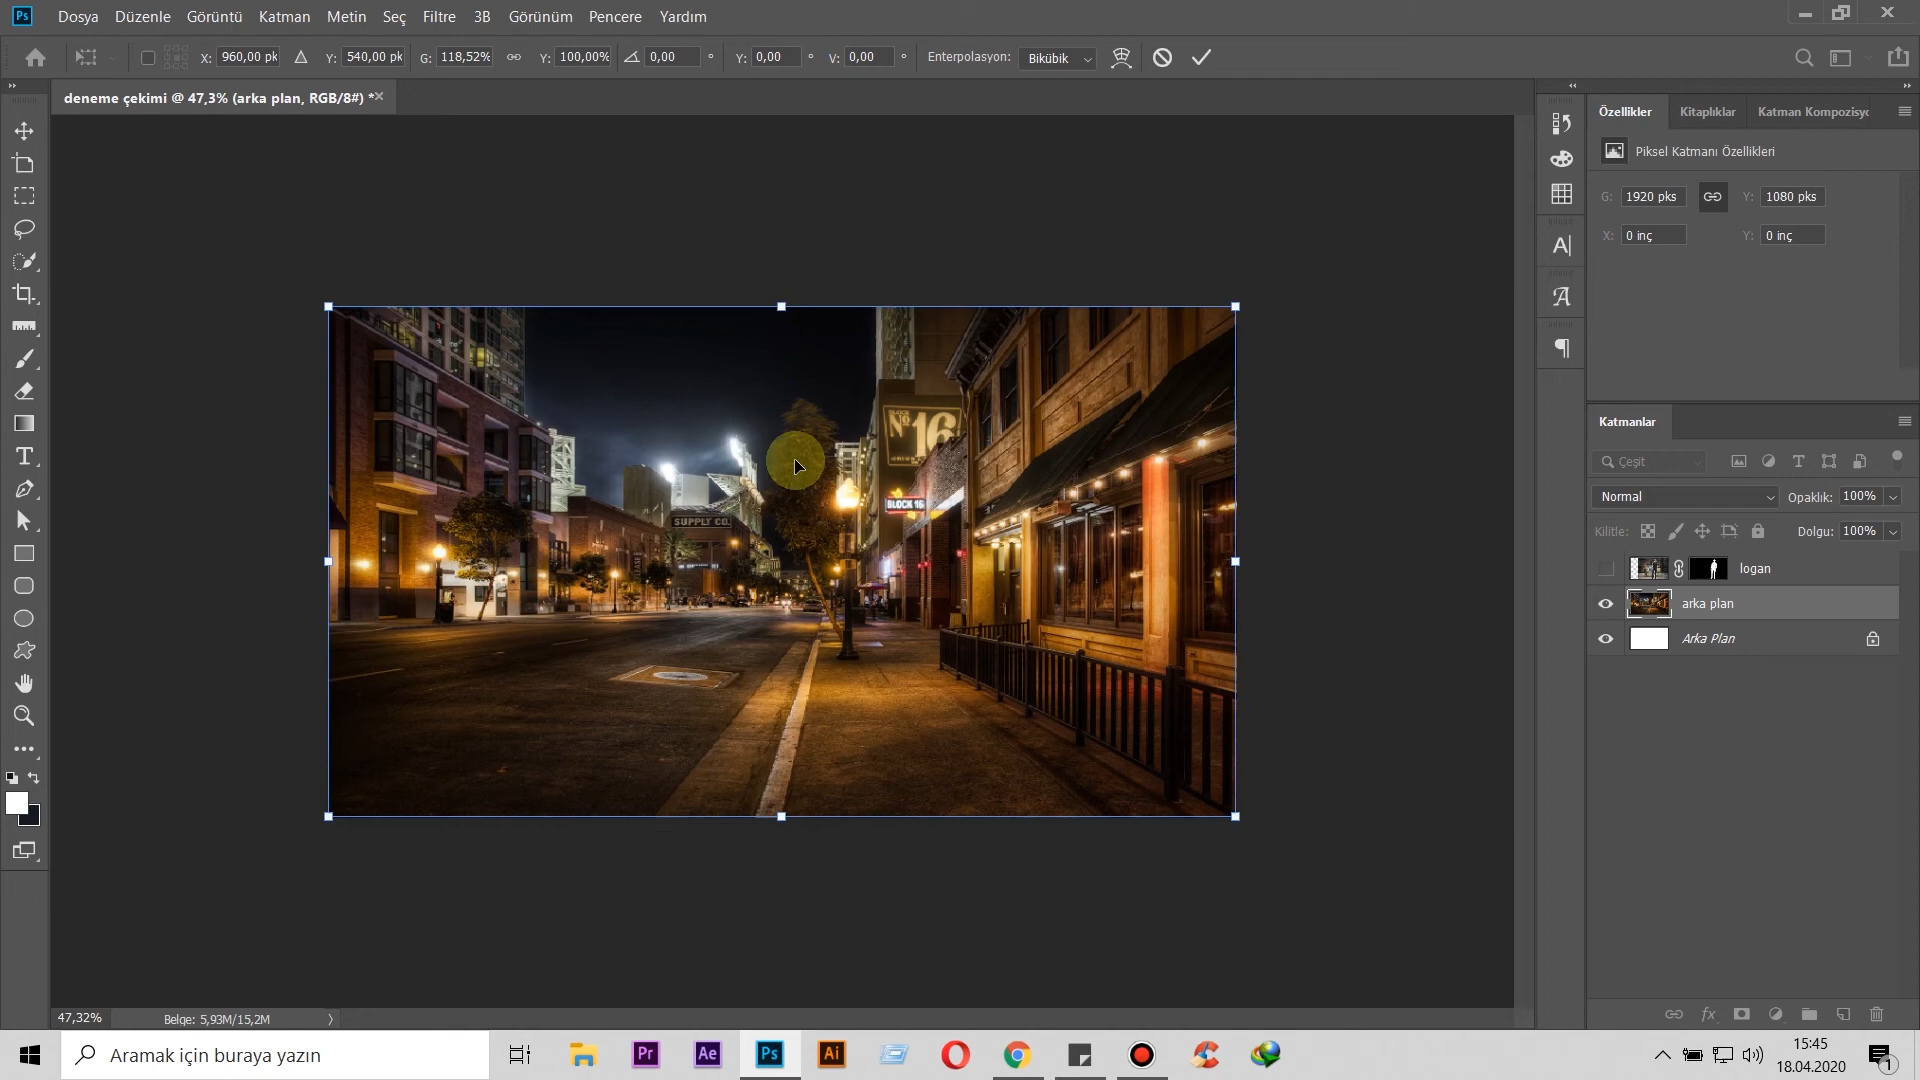 Ps Dosya Düzenle Görüntü Katman Metin Seç Filtre 3B Görünüm Pencere Yardım
X: 960,00 pk Y: 540,00 pk G: 118,52% Y: 100,00% 0,00 ° Y: 0,00 ° V: 0,00 ° Enterpolasyon: Bikübik
deneme çekimi @ 47,3% (arka plan, RGB/8#) *
Özellikler Kitaplıklar Katman Kompozisyo
Piksel Katmanı Özellikleri
G: 1920 pks Y: 1080 pks
X: 0 inç Y: 0 inç
Katmanlar
Çeşit
Normal Opaklık: 100%
Kilitle: Dolgu: 100%
logan
arka plan
Arka Plan
BLOCK
No 16
BLOCK 16
SUPPLY CO.
47,32% Belge: 5,93M/15,2M
Aramak için buraya yazın
Pr Ae Ps Ai
15:45
18.04.2020
1